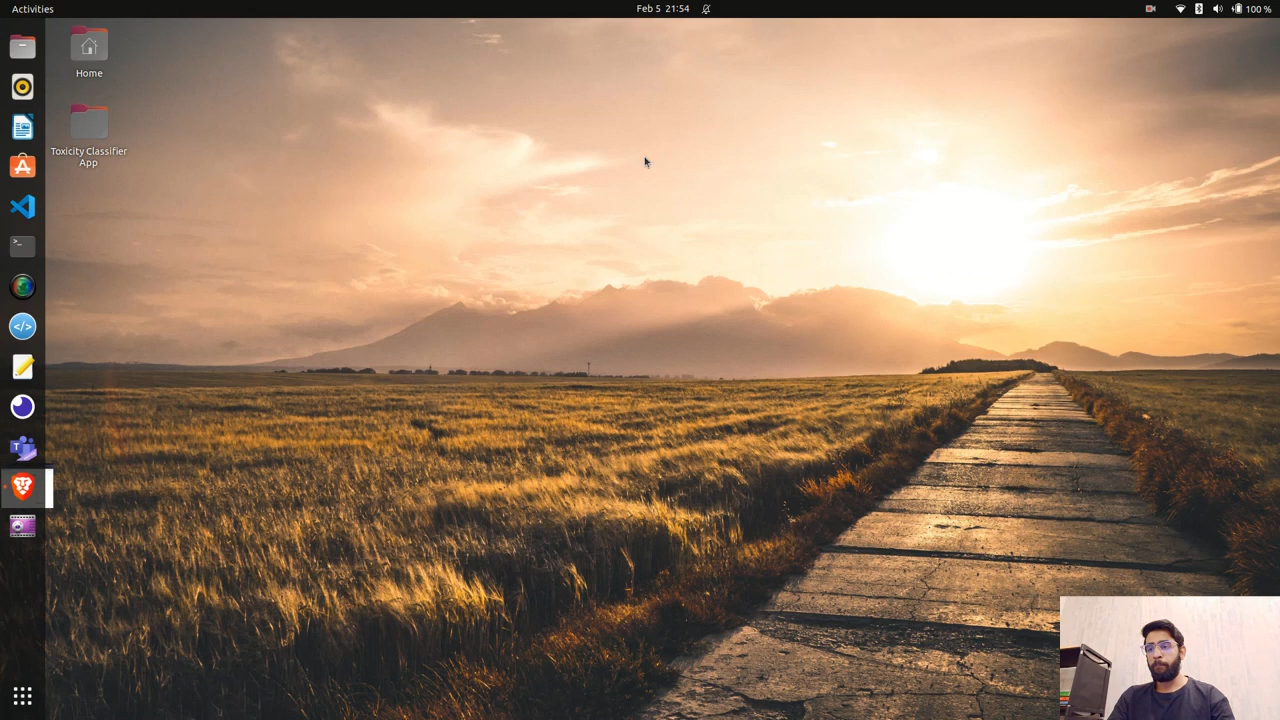 Activities
Feb 5 21:54
100 %
Home
Toxicity Classifier
App